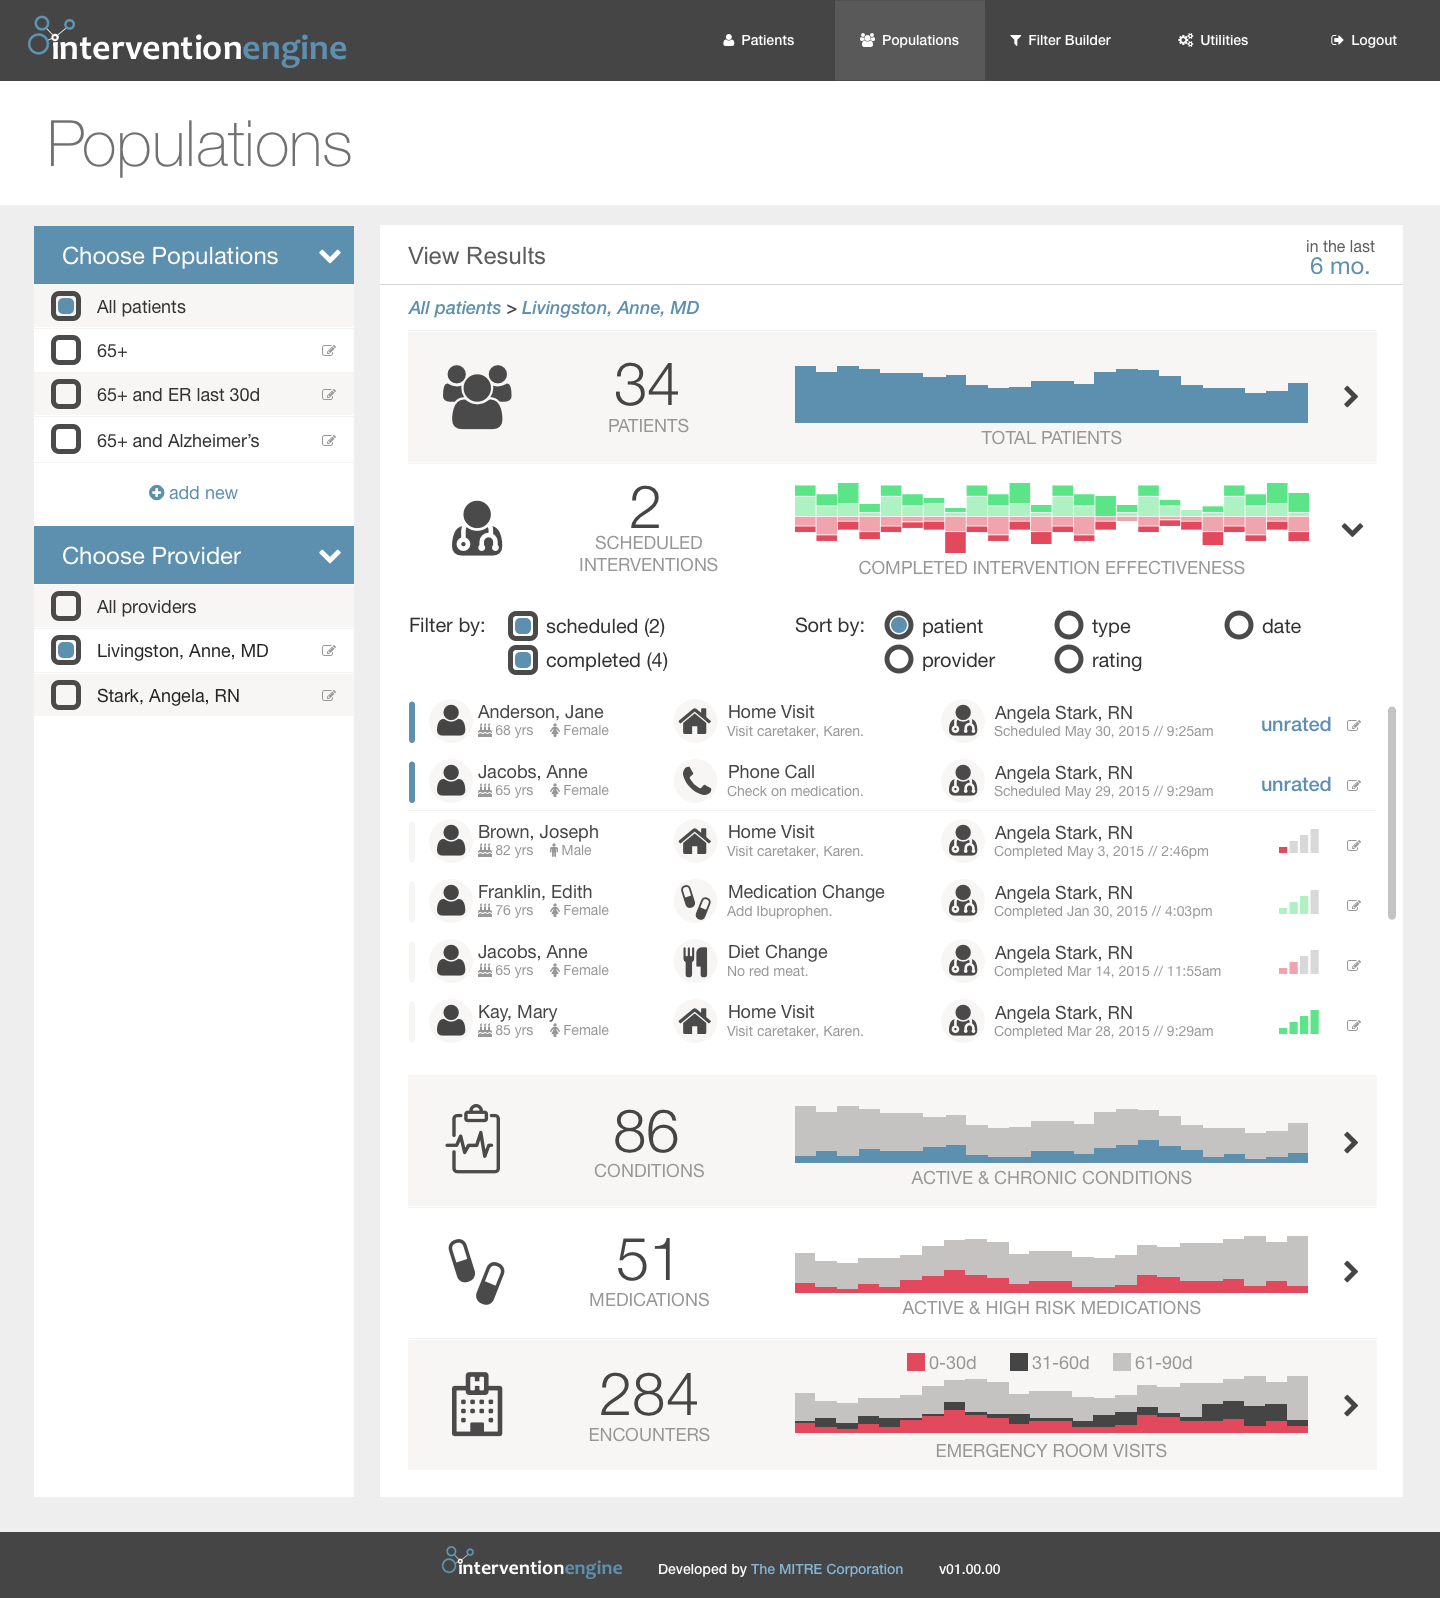 interventionengine
Patients
Populations
Filter Builder
Utilities
Logout
Populations
Choose Populations
All patients
65+
65+ and ER last 30d
65+ and Alzheimer’s
add new
Choose Provider
All providers
Livingston, Anne, MD
Stark, Angela, RN
View Results
in the last
6 mo.
All patients > Livingston, Anne, MD
34
PATIENTS
TOTAL PATIENTS
2
SCHEDULED
INTERVENTIONS
COMPLETED INTERVENTION EFFECTIVENESS
Filter by:
scheduled (2)
completed (4)
Sort by:
patient
type
date
provider
rating
Anderson, Jane
68 yrs Female
Home Visit
Visit caretaker, Karen.
Angela Stark, RN
Scheduled May 30, 2015 // 9:25am
unrated
Jacobs, Anne
65 yrs Female
Phone Call
Check on medication.
Angela Stark, RN
Scheduled May 29, 2015 // 9:29am
unrated
Brown, Joseph
82 yrs Male
Home Visit
Visit caretaker, Karen.
Angela Stark, RN
Completed May 3, 2015 // 2:46pm
Franklin, Edith
76 yrs Female
Medication Change
Add Ibuprophen.
Angela Stark, RN
Completed Jan 30, 2015 // 4:03pm
Jacobs, Anne
65 yrs Female
Diet Change
No red meat.
Angela Stark, RN
Completed Mar 14, 2015 // 11:55am
Kay, Mary
85 yrs Female
Home Visit
Visit caretaker, Karen.
Angela Stark, RN
Completed Mar 28, 2015 // 9:29am
86
CONDITIONS
ACTIVE & CHRONIC CONDITIONS
51
MEDICATIONS
ACTIVE & HIGH RISK MEDICATIONS
H
284
ENCOUNTERS
0-30d
31-60d
61-90d
EMERGENCY ROOM VISITS
interventionengine
Developed by The MITRE Corporation
v01.00.00